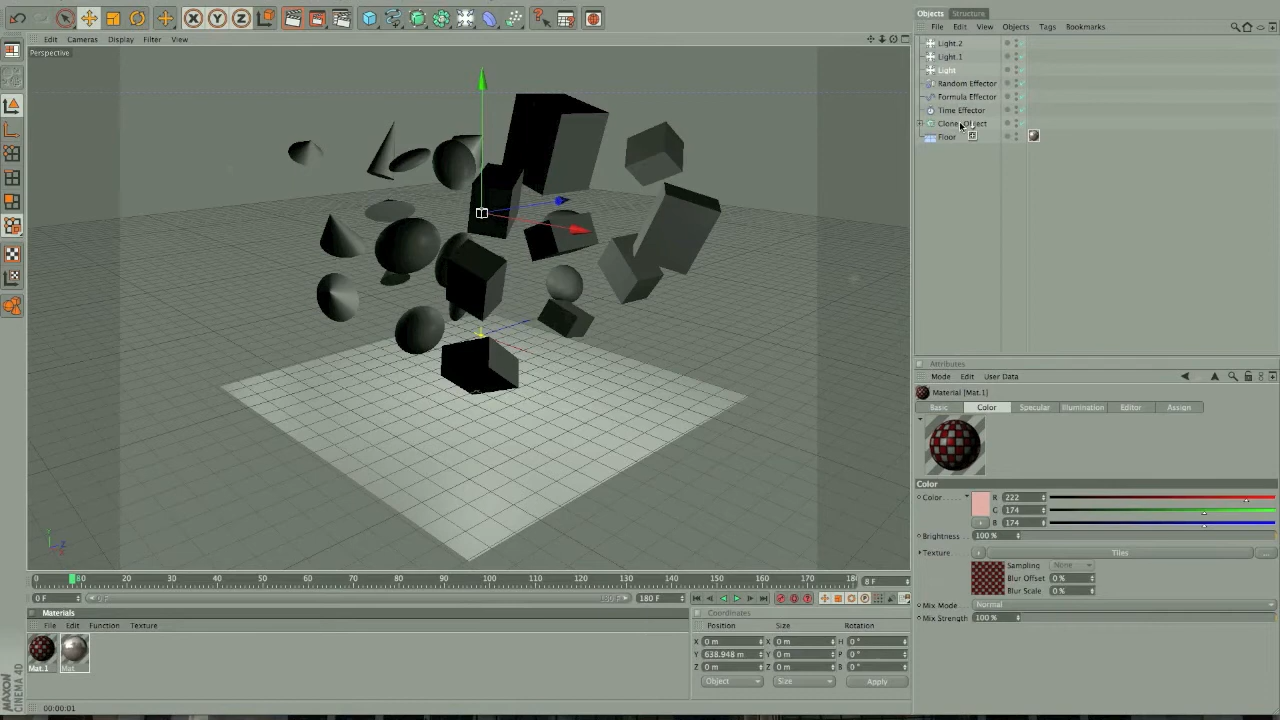 Objects Structure
Edit Cameras Display Filter View
File Edit View Objects Tags Bookmarks
Perspective
Light.2
Light.1
Light
Random Effector
Formula Effector
Time Effector
Floor
Attributes
Mode Edit User Data
Material [Mat.1]
Basic Color Specular Illumination Editor Assign
Color
Color R 222
G 174
B 174
Brightness 100 %
Texture Tiles
Sampling None
Blur Offset 0 %
Blur Scale 0 %
Mix Mode Normal
Mix Strength 100 %
0 80 20 30 40 50 60 70 80 90 100 110 120 130 140 150 160 170 18 8 F
0 F 0 F 180 F
Materials
File Edit Function Texture
Mat.1 Mat
Coordinates
Position Size Rotation
X 0 m X 0 m H 0 °
Y 638.948 m Y 0 m P 0 °
Z 0 m Z 0 m B 0 °
Object Size Apply
MAXON
CINEMA 4D
00:00:01